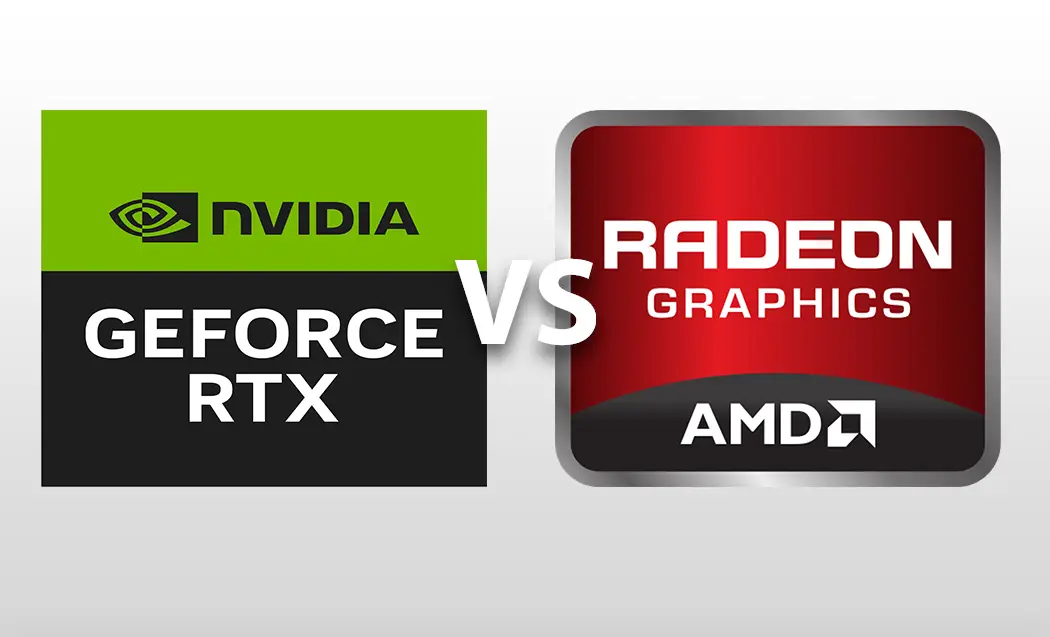 NVIDIA
GEFORCE
RTX
VS
RADEON
GRAPHICS
AMD